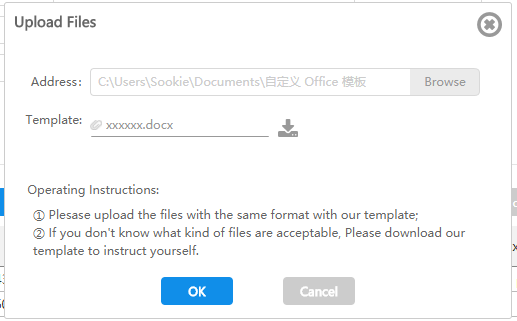 Upload Files
Address: C:\Users\Sookie\Documents\自定义 Office 模板 Browse
Template: xxxxxx.docx
Operating Instructions:
① Plesase upload the files with the same format with our template;
② If you don't know what kind of files are acceptable, Please download our
template to instruct yourself.
OK Cancel